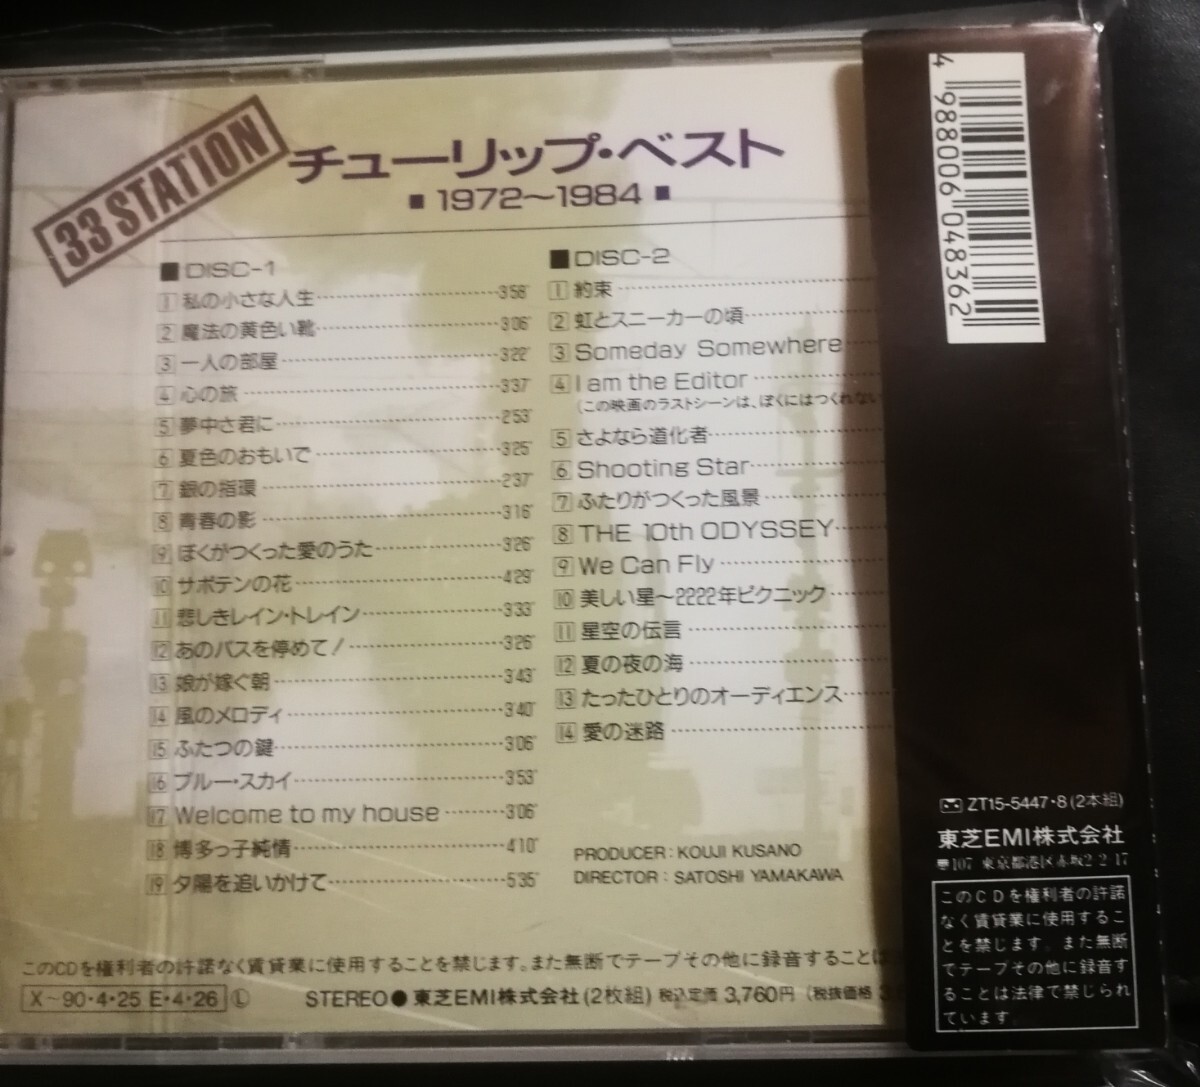 33 STATION
チューリップ・ベスト
■1972〜1984■
■DISC-1
1 私の小さな人生 3'58"
2 魔法の黄色い靴 3'06"
3 一人の部屋 3'22"
4 心の旅 3'37"
5 夢中さ君に 2'53"
6 夏色のおもいで 3'25"
7 銀の指環 2'37"
8 青春の影 3'16"
9 ぼくがつくった愛のうた 3'26"
10 サボテンの花 4'29"
11 悲しきレイン・トレイン 3'33"
12 あのバスを停めて! 3'26"
13 娘が嫁ぐ朝 3'43"
14 風のメロディ 3'40"
15 ふたつの鍵 3'06"
16 ブルー・スカイ 3'53"
17 Welcome to my house 3'06"
18 博多っ子純情 4'10"
19 夕陽を追いかけて 5'35"
■DISC-2
1 約束
2 虹とスニーカーの頃
3 Someday Somewhere
4 I am the Editor
(この映画のラストシーンは、ぼくにはつくれない
5 さよなら道化者
6 Shooting Star
7 ふたりがつくった風景
8 THE 10th ODYSSEY
9 We Can Fly
10 美しい星〜2222年ピクニック
11 星空の伝言
12 夏の夜の海
13 たったひとりのオーディエンス
14 愛の迷路
PRODUCER : KOUJI KUSANO
DIRECTOR : SATOSHI YAMAKAWA
このCDを権利者の許諾なく賃貸業に使用することを禁じます。また無断でテープその他に録音することは
X〜90・4・25 E・4・26 Ⓛ STEREO● 東芝EMI株式会社(2枚組) 税込定価 3,760円 (税抜価格
4 988006 048362
ZT15-5447・8(2本組)
東芝EMI株式会社
〠107 東京都港区赤坂2-2-17
このCDを権利者の許諾
なく賃貸業に使用するこ
とを禁じます。また無断
でテープその他に録音す
ることは法律で禁じられ
ています。